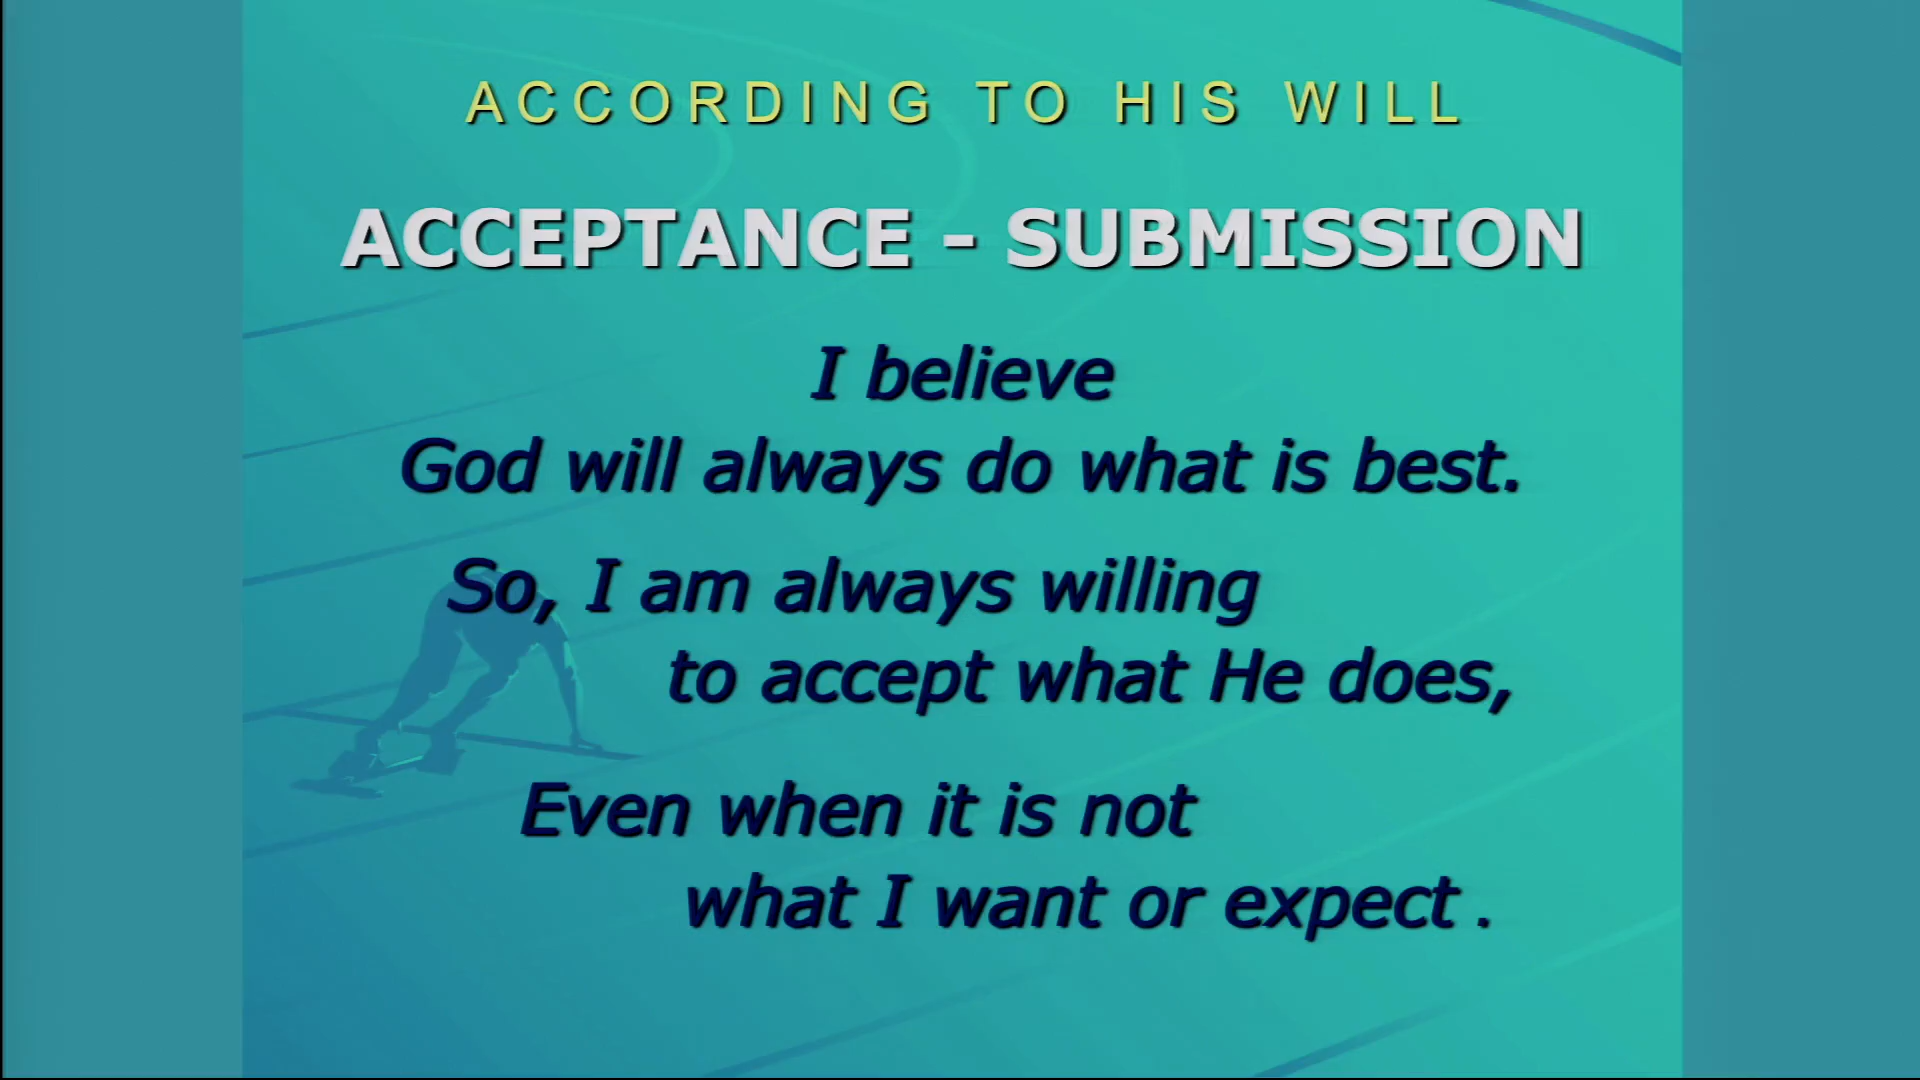 ACCORDING TO HIS WILL
ACCEPTANCE - SUBMISSION
I believe
God will always do what is best.
So, I am always willing
to accept what He does,
Even when it is not
what I want or expect .